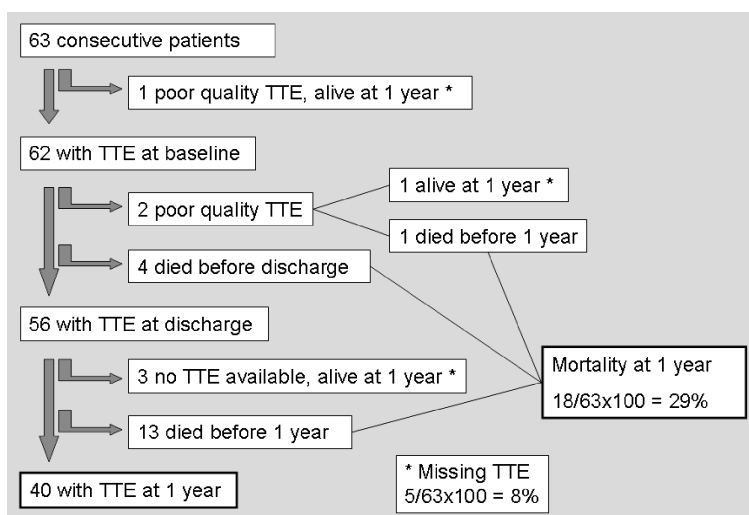 63 consecutive patients
1 poor quality TTE, alive at 1 year *
62 with TTE at baseline
1 alive at 1 year *
2 poor quality TTE
1 died before 1 year
4 died before discharge
56 with TTE at discharge
3 no TTE available, alive at 1 year *
Mortality at 1 year
18/63x100 = 29%
13 died before 1 year
* Missing TTE
5/63x100 = 8%
40 with TTE at 1 year